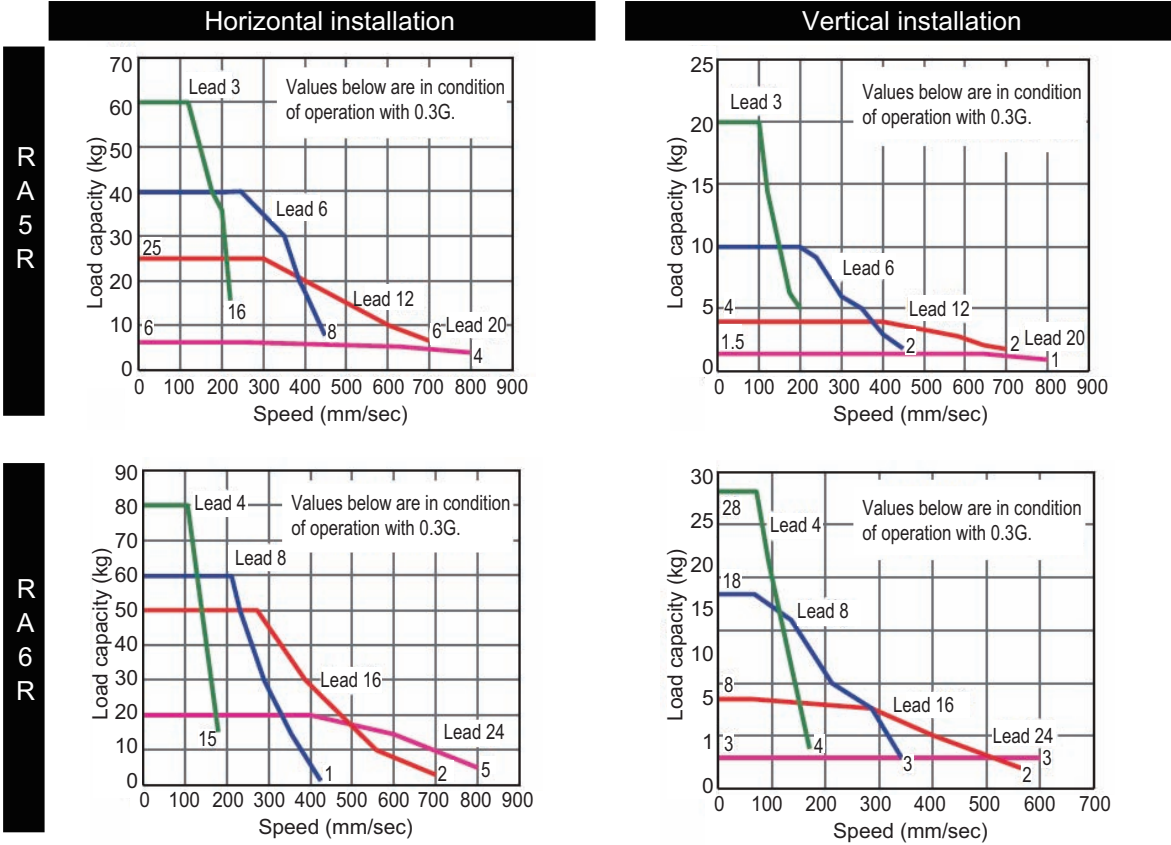 Horizontal installation
Vertical installation
RA5R
Load capacity (kg)
70
60
50
40
30
20
10
0
Lead 3
Values below are in condition
of operation with 0.3G.
Lead 6
25
Lead 12
16
8
6
Lead 20
6
4
0 100 200 300 400 500 600 700 800 900
Speed (mm/sec)
Load capacity (kg)
25
20
15
10
5
0
Lead 3
Values below are in condition
of operation with 0.3G.
Lead 6
4
Lead 12
1.5
2
2
Lead 20
1
0 100 200 300 400 500 600 700 800 900
Speed (mm/sec)
RA6R
Load capacity (kg)
90
80
70
60
50
40
30
20
10
0
Lead 4
Values below are in condition
of operation with 0.3G.
Lead 8
Lead 16
Lead 24
15
1
2
5
0 100 200 300 400 500 600 700 800 900
Speed (mm/sec)
Load capacity (kg)
30
25
20
15
10
5
1
0
28
Lead 4
Values below are in condition
of operation with 0.3G.
18
Lead 8
8
Lead 16
3
Lead 24
4
3
3
2
0 100 200 300 400 500 600 700
Speed (mm/sec)